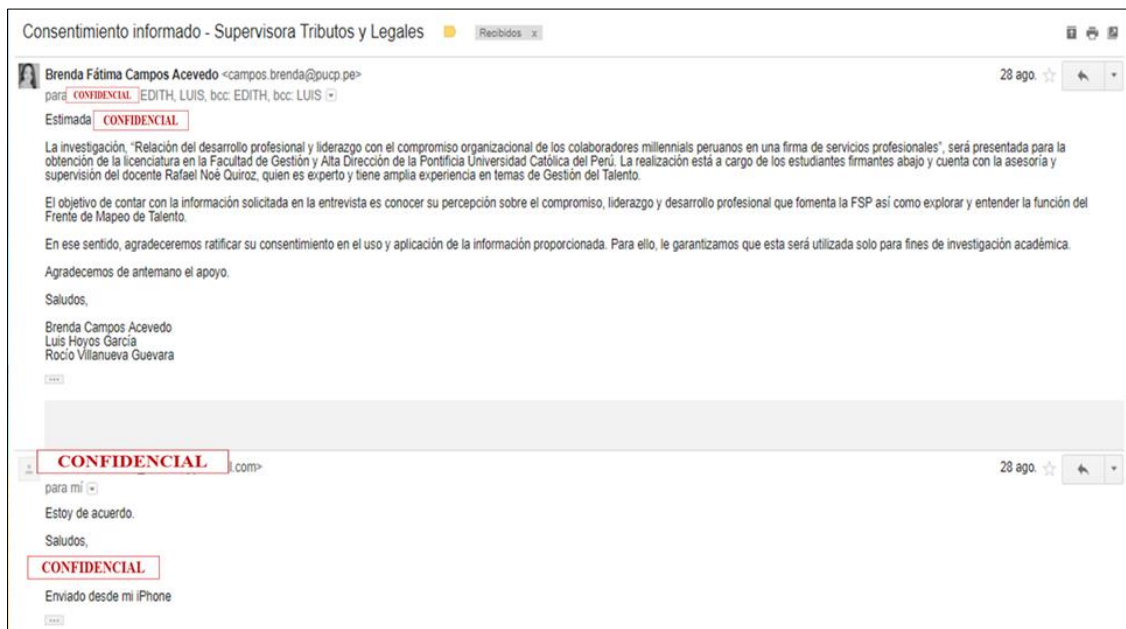 Consentimiento informado - Supervisora Tributos y Legales Recibidos x
Brenda Fátima Campos Acevedo <campos.brenda@pucp.pe> 28 ago.
para CONFIDENCIAL EDITH, LUIS, bcc: EDITH, bcc: LUIS
Estimada CONFIDENCIAL
La investigación, “Relación del desarrollo profesional y liderazgo con el compromiso organizacional de los colaboradores millennials peruanos en una firma de servicios profesionales”, será presentada para la
obtención de la licenciatura en la Facultad de Gestión y Alta Dirección de la Pontificia Universidad Católica del Perú. La realización está a cargo de los estudiantes firmantes abajo y cuenta con la asesoría y
supervisión del docente Rafael Noé Quiroz, quien es experto y tiene amplia experiencia en temas de Gestión del Talento.
El objetivo de contar con la información solicitada en la entrevista es conocer su percepción sobre el compromiso, liderazgo y desarrollo profesional que fomenta la FSP así como explorar y entender la función del
Frente de Mapeo de Talento.
En ese sentido, agradeceremos ratificar su consentimiento en el uso y aplicación de la información proporcionada. Para ello, le garantizamos que esta será utilizada solo para fines de investigación académica.
Agradecemos de antemano el apoyo.
Saludos,
Brenda Campos Acevedo
Luis Hoyos García
Rocío Villanueva Guevara
CONFIDENCIAL l.com> 28 ago.
para mí
Estoy de acuerdo.
Saludos,
CONFIDENCIAL
Enviado desde mi iPhone